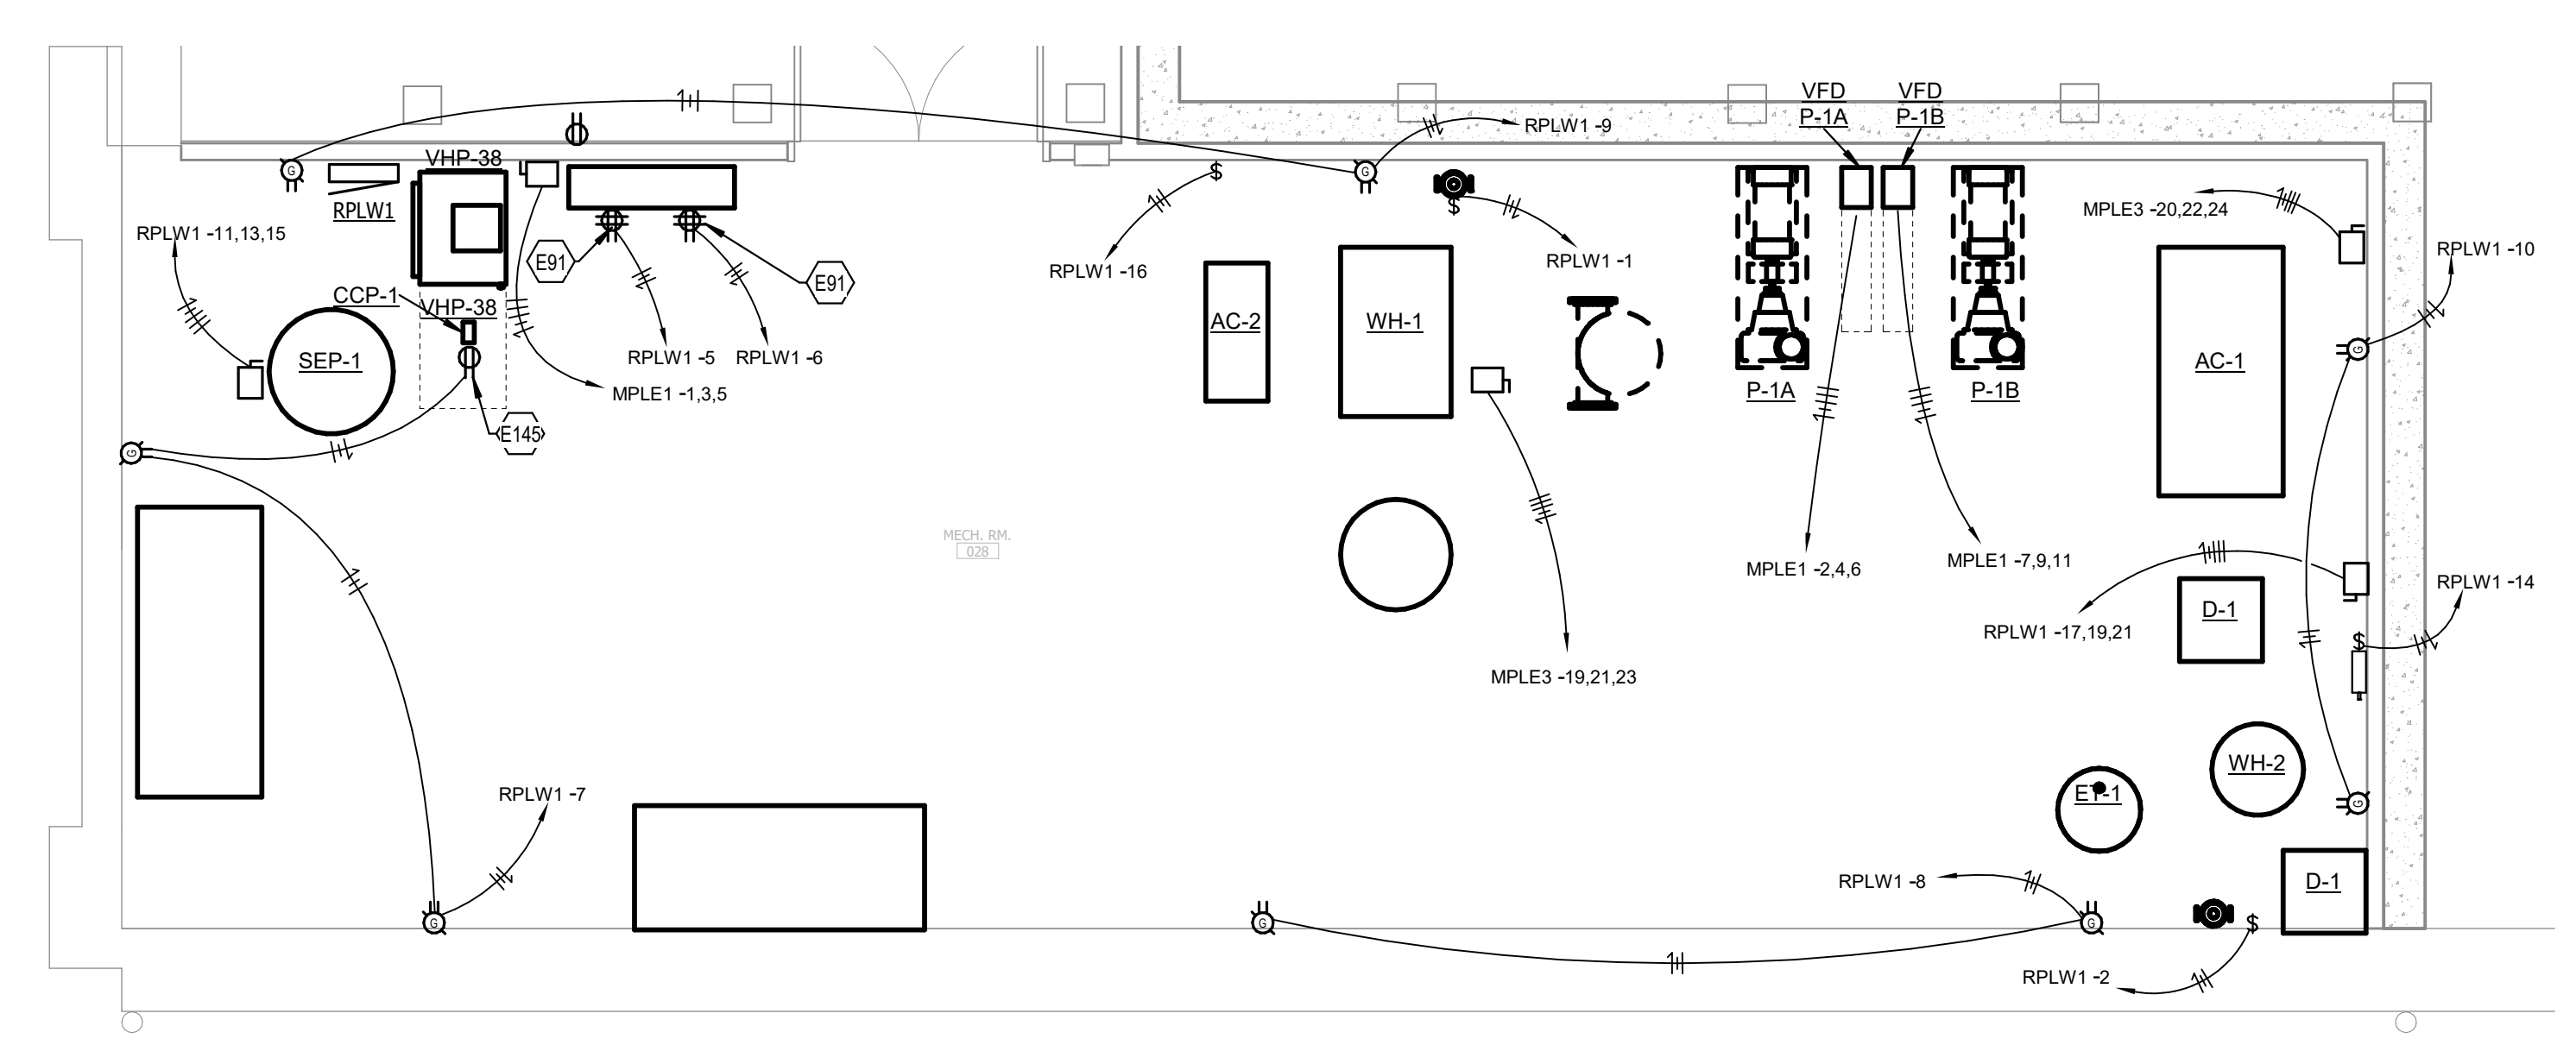 VFD
P-1A
VFD
P-1B
RPLW1 -9
VHP-38
RPLW1
G
G
$
$
RPLW1 -11,13,15
MPLE3 -20,22,24
RPLW1 -10
E91
E91
RPLW1 -16
RPLW1 -1
CCP-1
VHP-38
AC-2
WH-1
SEP-1
RPLW1 -5
RPLW1 -6
G
AC-1
MPLE1 -1,3,5
P-1A
P-1B
E145
G
MECH. RM.
028
MPLE1 -2,4,6
MPLE1 -7,9,11
RPLW1 -14
D-1
RPLW1 -17,19,21
$
MPLE3 -19,21,23
WH-2
ET-1
RPLW1 -7
G
RPLW1 -8
D-1
G
G
G
$
RPLW1 -2